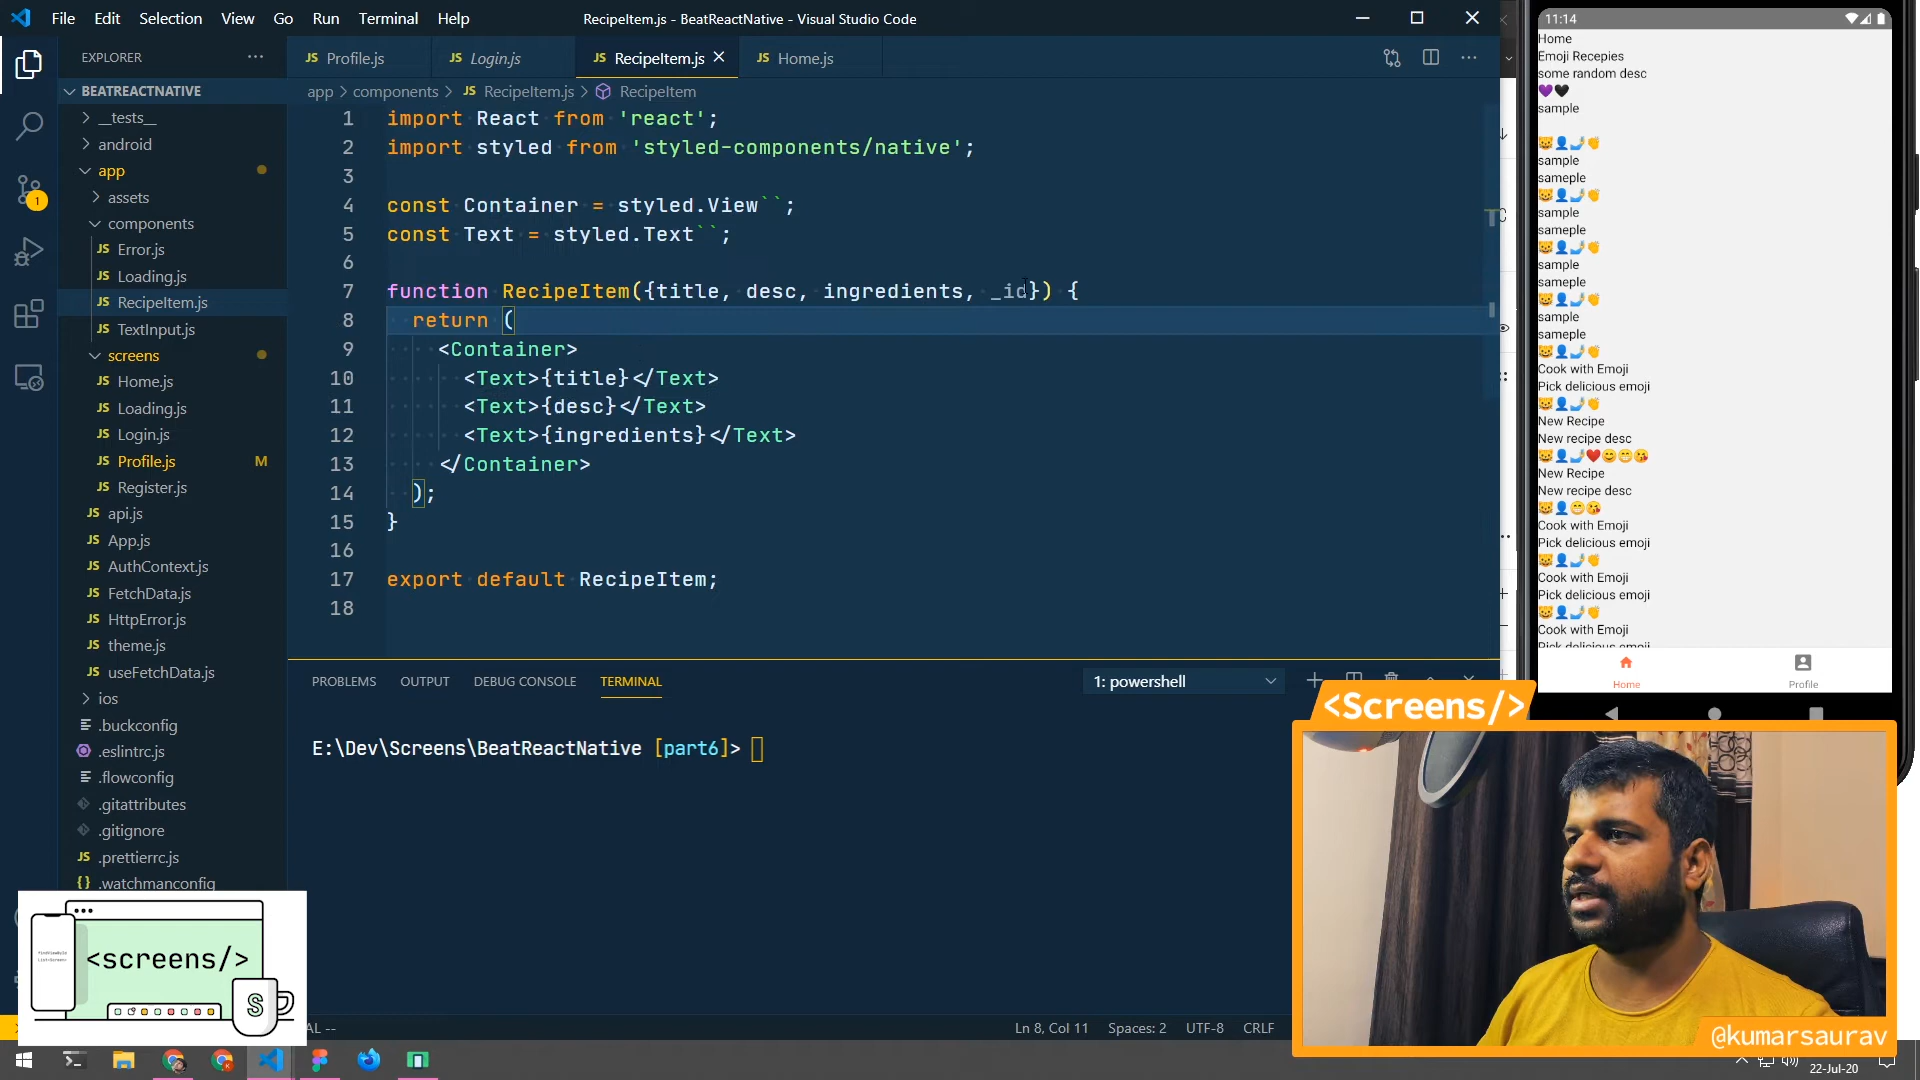 File Edit Selection View Go Run Terminal Help
RecipeItem.js - BeatReactNative - Visual Studio Code
EXPLORER
BEATREACTNATIVE
__tests__
android
app
assets
components
JS Error.js
JS Loading.js
JS RecipeItem.js
JS TextInput.js
screens
JS Home.js
JS Loading.js
JS Login.js
JS Profile.js M
JS Register.js
JS api.js
JS App.js
JS AuthContext.js
JS FetchData.js
JS HttpError.js
JS theme.js
JS useFetchData.js
ios
.buckconfig
.eslintrc.js
.flowconfig
.gitattributes
.gitignore
JS .prettierrc.js
{} .watchmanconfig
1
JS Profile.js JS Login.js JS RecipeItem.js JS Home.js
app > components > JS RecipeItem.js > RecipeItem
1 import React from 'react';
2 import styled from 'styled-components/native';
3
4 const Container = styled.View``;
5 const Text = styled.Text``;
6
7 function RecipeItem({title, desc, ingredients, _id}) {
8 return (
9 <Container>
10 <Text>{title}</Text>
11 <Text>{desc}</Text>
12 <Text>{ingredients}</Text>
13 </Container>
14 );
15 }
16
17 export default RecipeItem;
18
PROBLEMS OUTPUT DEBUG CONSOLE TERMINAL
1: powershell
E:\Dev\Screens\BeatReactNative [part6]>
AL --
Ln 8, Col 11 Spaces: 2 UTF-8 CRLF
11:14
Home
Emoji Recepies
some random desc
💜🖤
sample
😺👤🤳👏
sample
sameple
😺👤🤳👏
sample
sameple
😺👤🤳👏
sample
sameple
😺👤🤳👏
sample
sameple
😺👤🤳👏
Cook with Emoji
Pick delicious emoji
😺👤🤳👏
New Recipe
New recipe desc
😺👤🤳❤️😊😁😘
New Recipe
New recipe desc
😺👤😁😘
Cook with Emoji
Pick delicious emoji
😺👤🤳👏
Cook with Emoji
Pick delicious emoji
😺👤🤳👏
Cook with Emoji
Pick delicious emoji
Home Profile
<Screens/>
@kumarsaurav
<screens/>
S
22-Jul-20